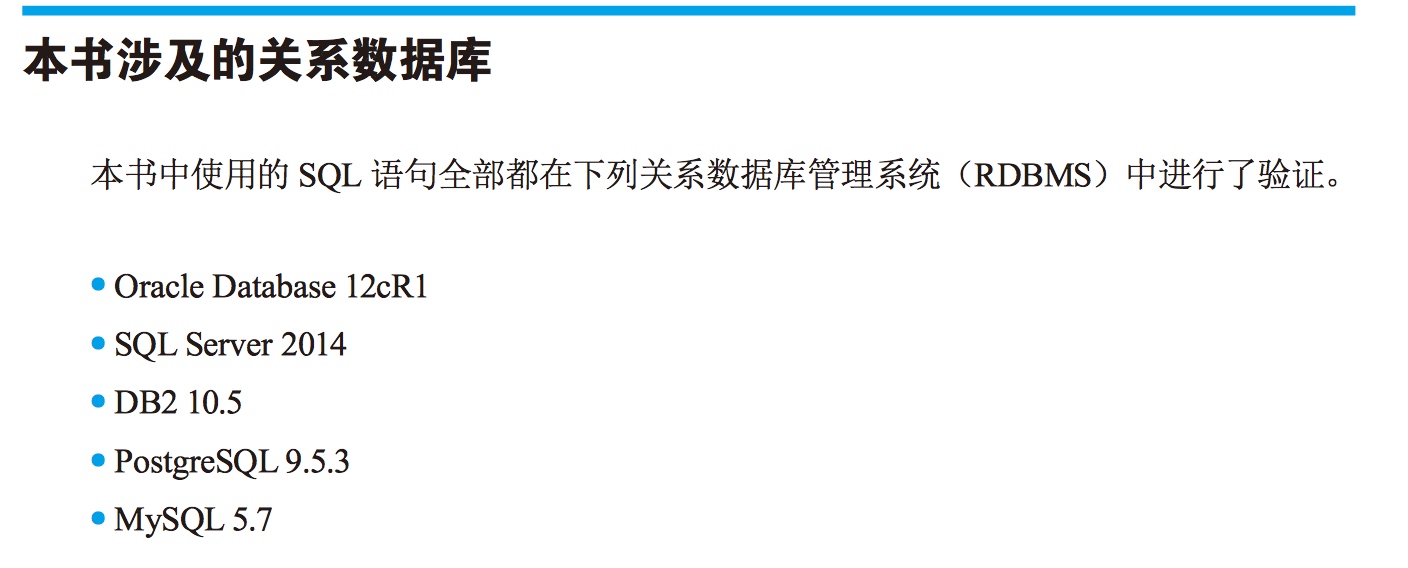 本书涉及的关系数据库
本书中使用的 SQL 语句全部都在下列关系数据库管理系统（RDBMS）中进行了验证。
• Oracle Database 12cR1
• SQL Server 2014
• DB2 10.5
• PostgreSQL 9.5.3
• MySQL 5.7